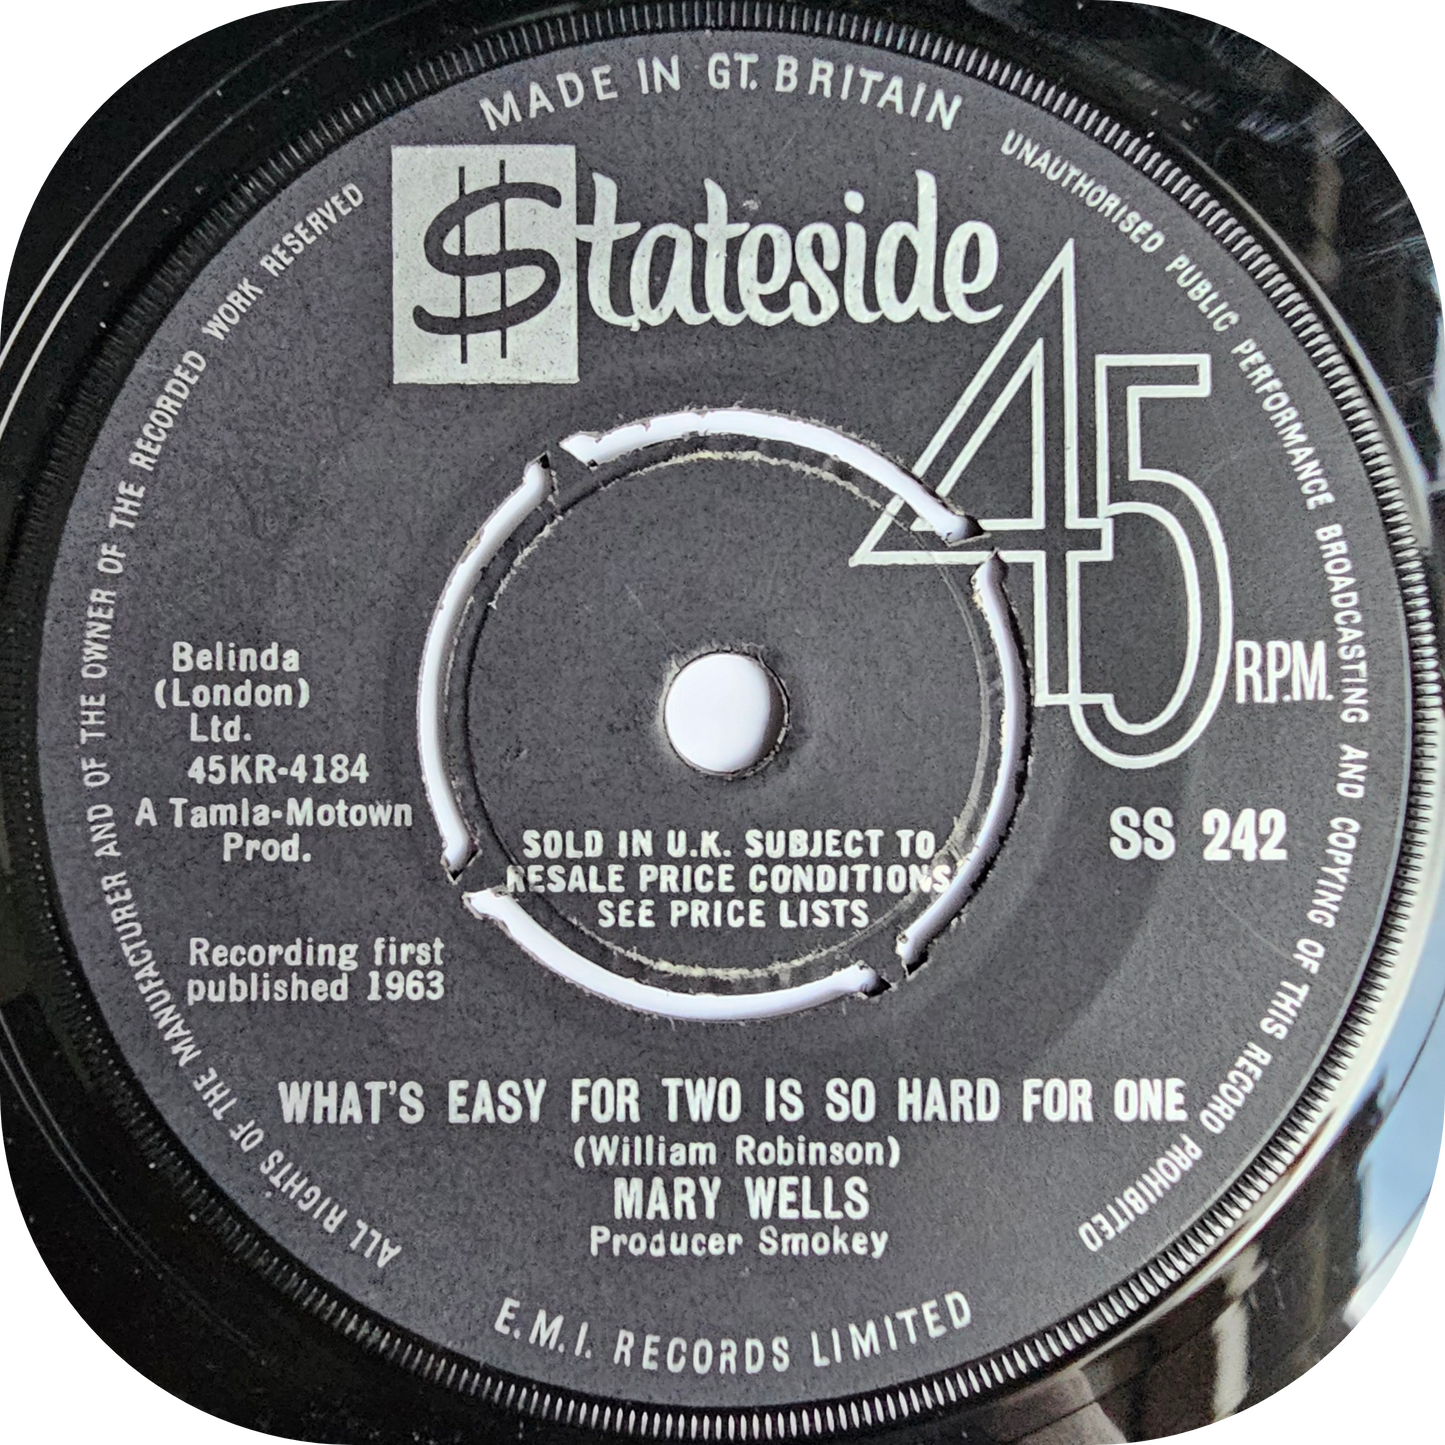 MADE IN GT. BRITAIN
UNAUTHORISED PUBLIC PERFORMANCE BROADCASTING AND COPYING OF THIS RECORD PROHIBITED
ALL RIGHTS OF THE MANUFACTURER AND OF THE OWNER OF THE RECORDED WORK RESERVED
Stateside
45
R.P.M.
Belinda
(London)
Ltd.
45KR-4184
A Tamla-Motown
Prod.
SS 242
SOLD IN U.K. SUBJECT TO
RESALE PRICE CONDITIONS
SEE PRICE LISTS
Recording first
published 1963
WHAT'S EASY FOR TWO IS SO HARD FOR ONE
(William Robinson)
MARY WELLS
Producer Smokey
E.M.I. RECORDS LIMITED